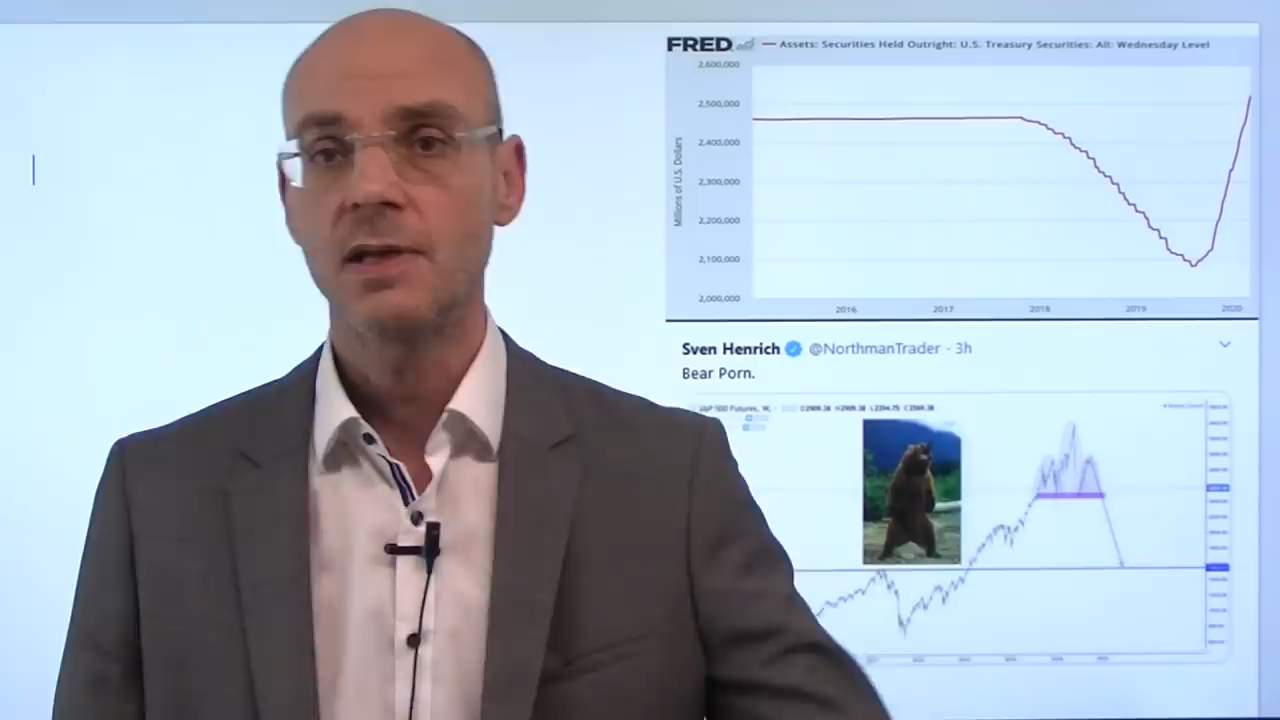 FRED
Assets: Securities Held Outright: U.S. Treasury Securities: All: Wednesday Level
2,600,000
2,500,000
2,400,000
2,300,000
2,200,000
2,100,000
2,000,000
Millions of U.S. Dollars
2016 2017 2018 2019 2020
Sven Henrich @NorthmanTrader · 3h
Bear Porn.
S&P 500 Futures, W,